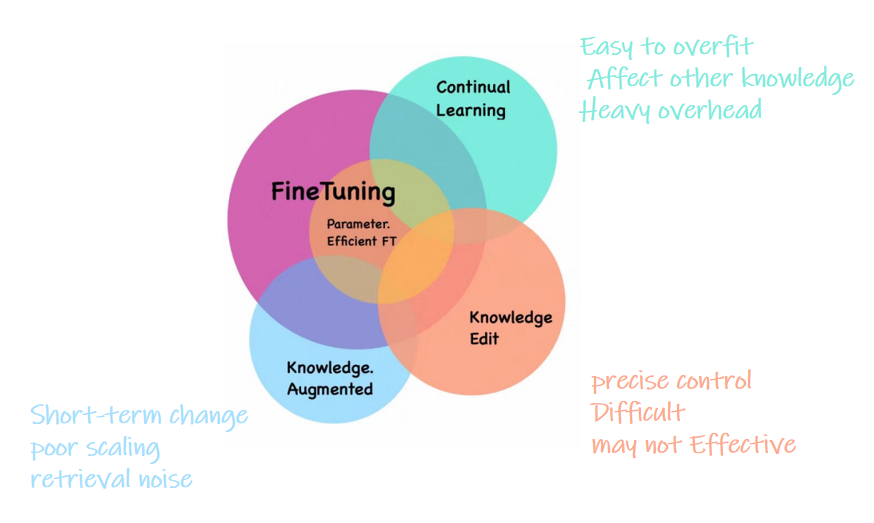 Easy to overfit
Affect other knowledge
Heavy overhead
Continual
Learning
FineTuning
Parameter.
Efficient FT
Knowledge
Edit
Knowledge.
Augmented
precise control
Difficult
may not Effective
Short-term change
poor scaling
retrieval noise